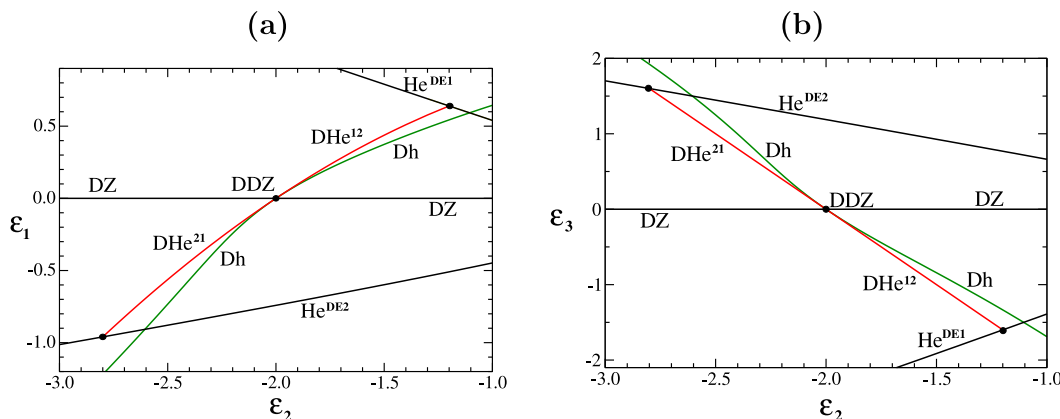 (a)
0.5
0.0
-0.5
-1.0
ε1
He^DE1
DHe^12
Dh
DZ
DDZ
DZ
DHe^21
Dh
He^DE2
-3.0 -2.5 -2.0 -1.5 -1.0
ε2
(b)
2
1
0
-1
-2
ε3
He^DE2
DHe^21
Dh
DDZ
DZ
DZ
DHe^12
Dh
He^DE1
-3.0 -2.5 -2.0 -1.5 -1.0
ε2